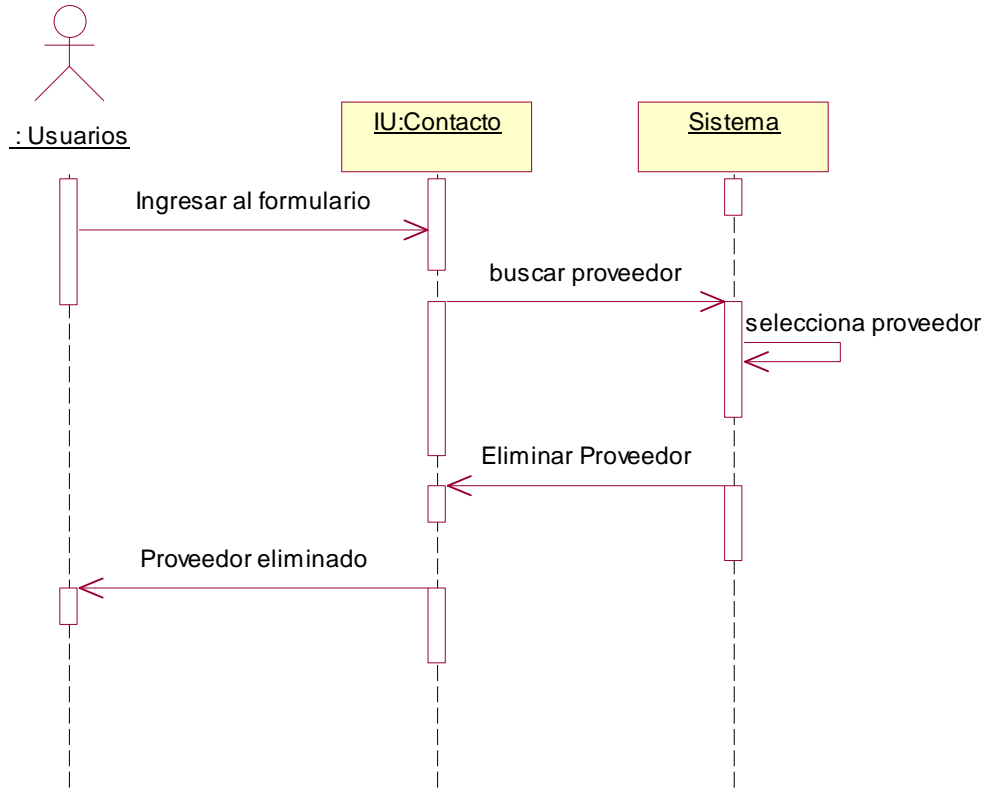 : Usuarios
IU:Contacto
Sistema
Ingresar al formulario
buscar proveedor
selecciona proveedor
Eliminar Proveedor
Proveedor eliminado